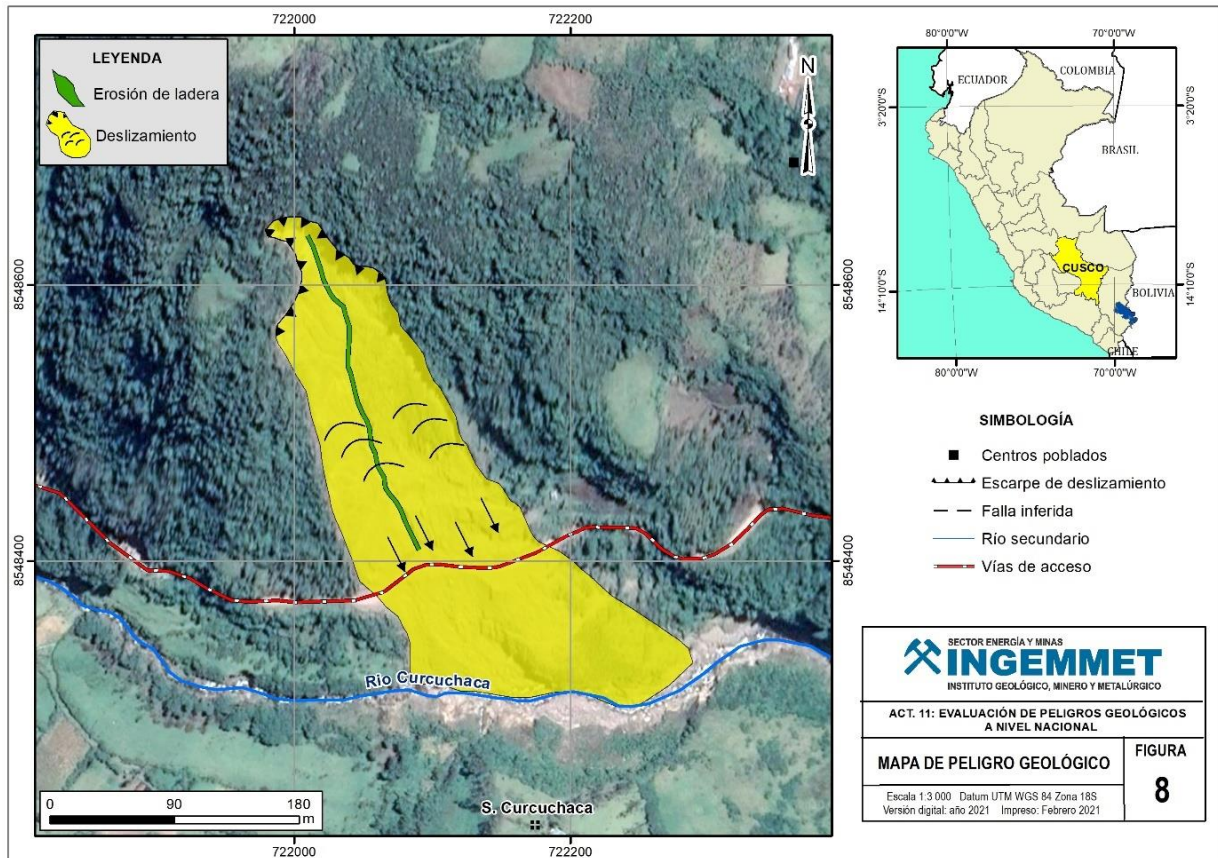 722000
722200
LEYENDA
Erosión de ladera
Deslizamiento
N
8548600
8548600
8548400
8548400
Río Curcuchaca
S. Curcuchaca
0 90 180
m
722000
722200
80°0'0"W
70°0'0"W
ECUADOR
COLOMBIA
3°20'0"S
3°20'0"S
BRASIL
CUSCO
14°10'0"S
14°10'0"S
BOLIVIA
CHILE
80°0'0"W
70°0'0"W
SIMBOLOGÍA
Centros poblados
Escarpe de deslizamiento
Falla inferida
Río secundario
Vías de acceso
SECTOR ENERGÍA Y MINAS
INGEMMET
INSTITUTO GEOLÓGICO, MINERO Y METALÚRGICO
ACT. 11: EVALUACIÓN DE PELIGROS GEOLÓGICOS
A NIVEL NACIONAL
MAPA DE PELIGRO GEOLÓGICO
FIGURA
8
Escala 1:3 000 Datum UTM WGS 84 Zona 18S
Versión digital: año 2021 Impreso: Febrero 2021